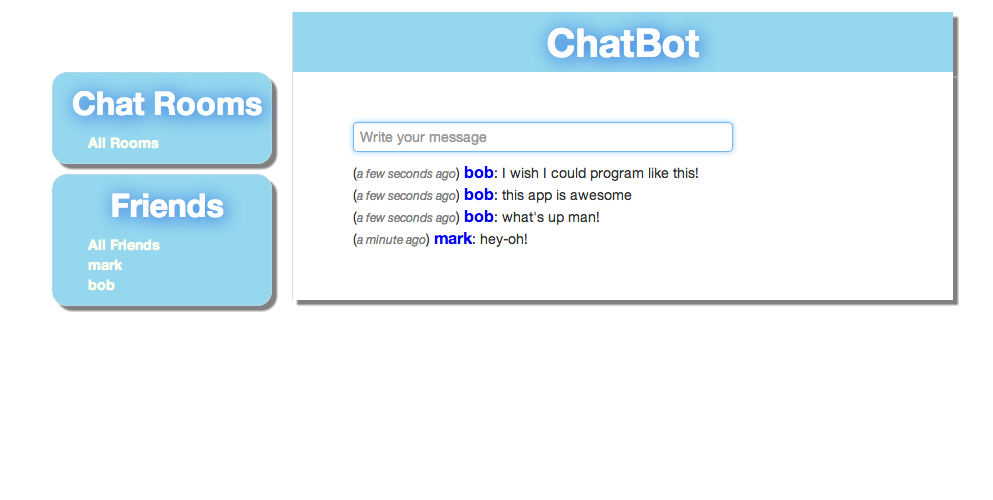 ChatBot
Chat Rooms
All Rooms
Friends
All Friends
mark
bob
Write your message
(a few seconds ago) bob: I wish I could program like this!
(a few seconds ago) bob: this app is awesome
(a few seconds ago) bob: what's up man!
(a minute ago) mark: hey-oh!